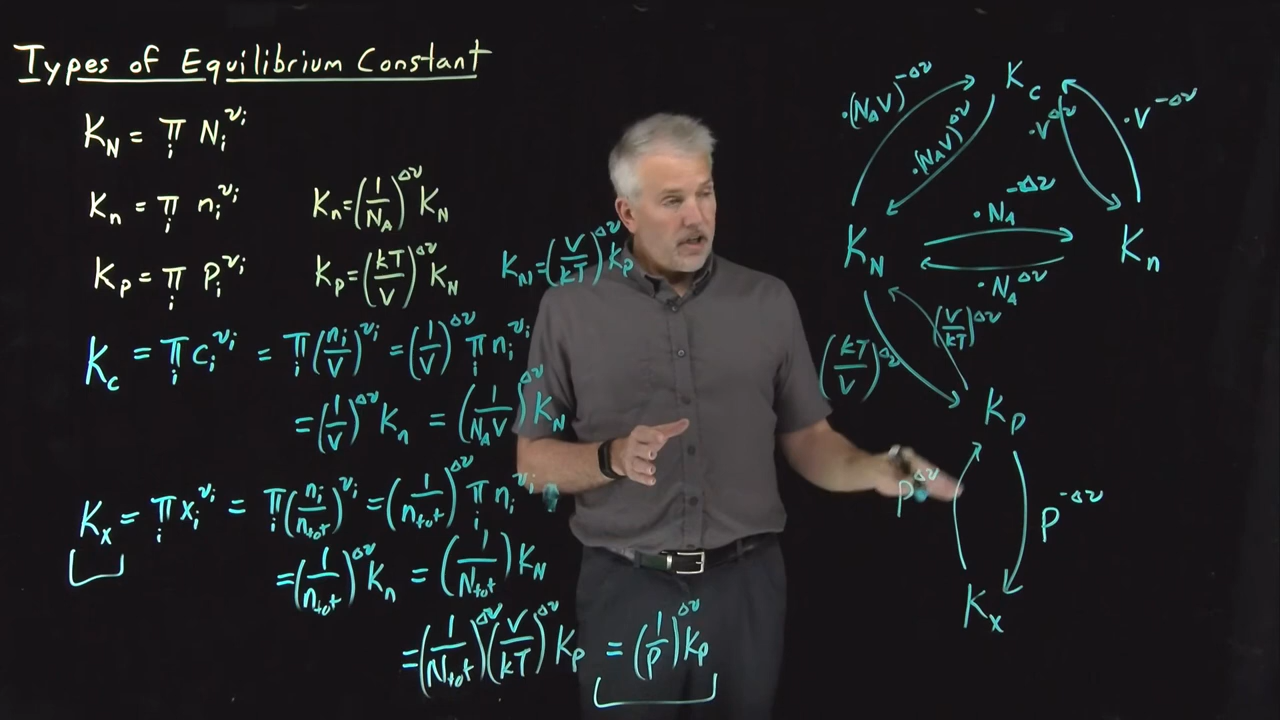 Types of Equilibrium Constant
K_N = π_i N_i^{ν_i}
K_n = π_i n_i^{ν_i}    K_n = (1/N_A)^{Δν} K_N
K_p = π_i P_i^{ν_i}    K_p = (kT/V)^{Δν} K_N    K_N = (V/kT)^{Δν} K_p
K_c = π_i c_i^{ν_i} = π_i (n_i/V)^{ν_i} = (1/V)^{Δν} π_i n_i^{ν_i}
= (1/V)^{Δν} K_n = (1/(N_A V))^{Δν} K_N
K_x = π_i x_i^{ν_i} = π_i (n_i/n_tot)^{ν_i} = (1/n_tot)^{Δν} π_i n_i^{ν_i}
= (1/n_tot)^{Δν} K_n = (1/N_tot) K_N
= (1/N_tot)^{Δν} (V/kT)^{Δν} K_p = (1/P)^{Δν} K_p
K_c
·(N_A V)^{-Δν}
·(N_A V)^{Δν}
·V^{Δν}
·V^{-Δν}
K_N
·N_A^{-Δν}
·N_A^{Δν}
K_n
(kT/V)^{Δν}
(V/kT)^{Δν}
K_p
P^{Δν}
P^{-Δν}
K_x